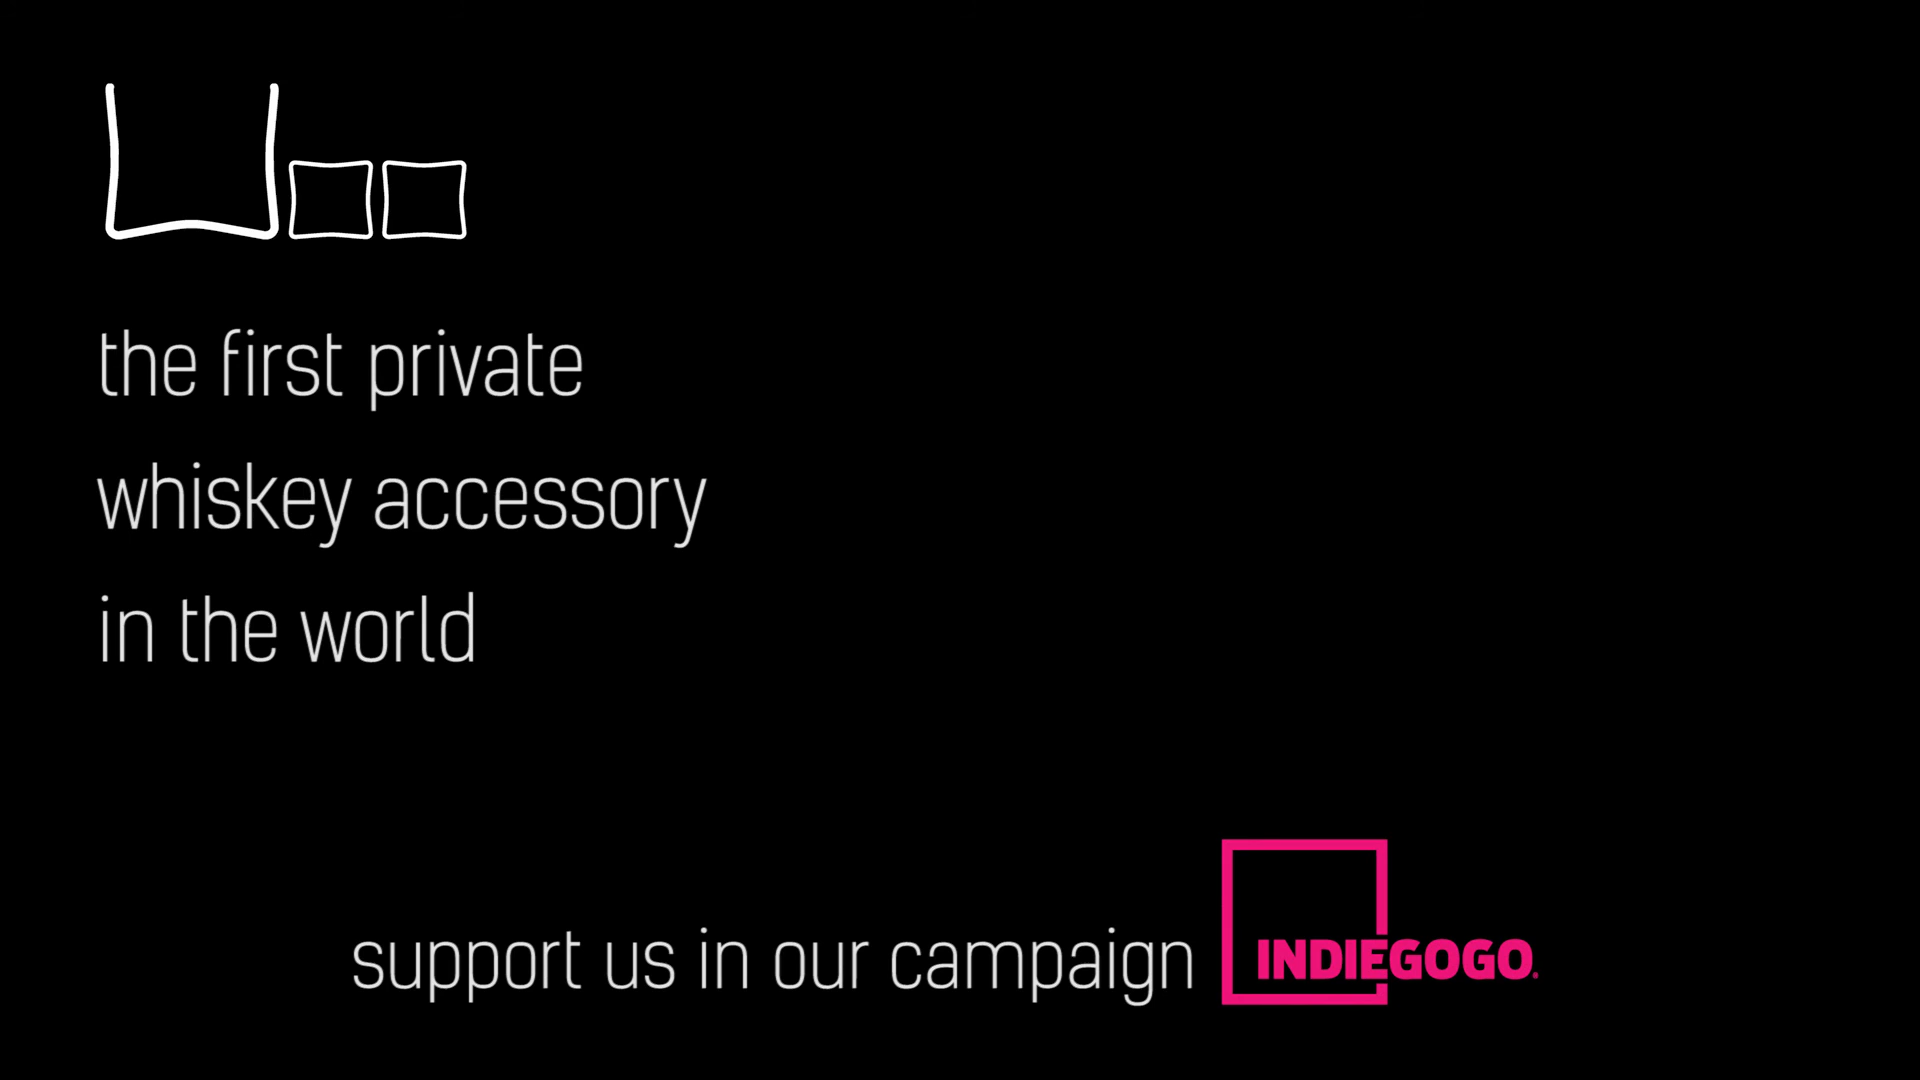 the first private
whiskey accessory
in the world
support us in our campaign INDIEGOGO.